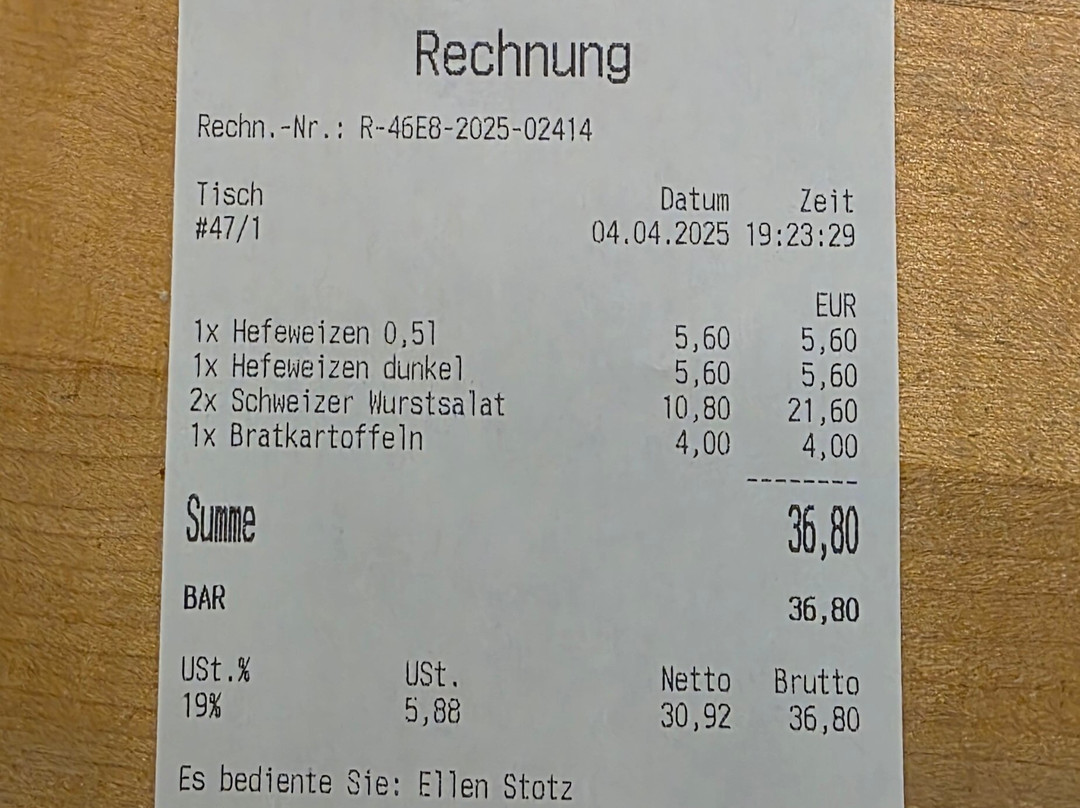 Rechnung
Rechn.-Nr.: R-46E8-2025-02414
Tisch Datum Zeit
#47/1 04.04.2025 19:23:29
EUR
1x Hefeweizen 0,5l 5,60 5,60
1x Hefeweizen dunkel 5,60 5,60
2x Schweizer Wurstsalat 10,80 21,60
1x Bratkartoffeln 4,00 4,00
--------
Summe 36,80
BAR 36,80
USt.% USt. Netto Brutto
19% 5,88 30,92 36,80
Es bediente Sie: Ellen Stotz